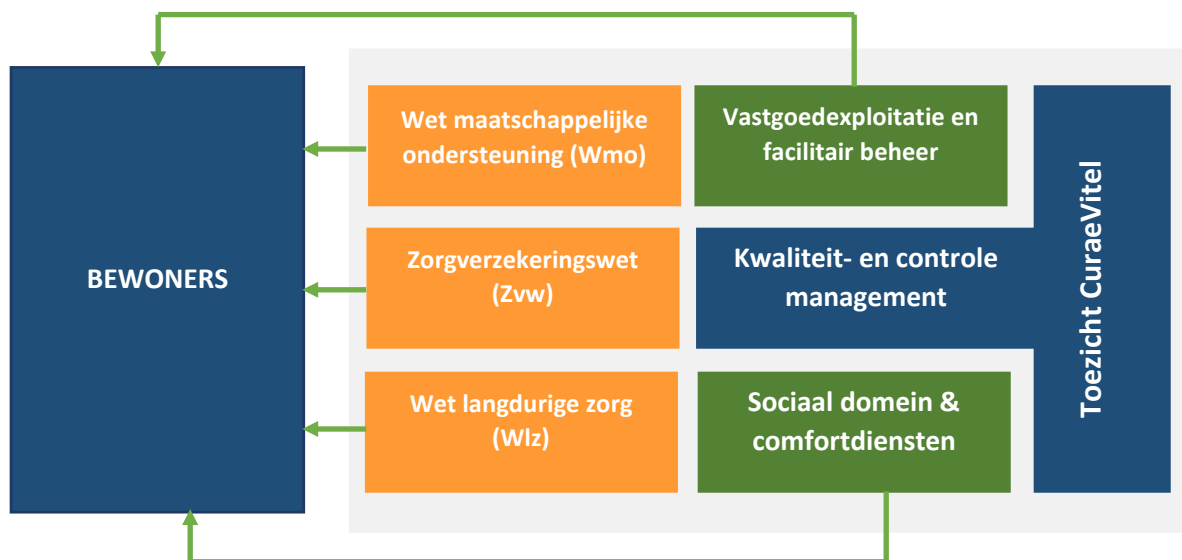 BEWONERS
Wet maatschappelijke
ondersteuning (Wmo)
Vastgoedexploitatie en
facilitair beheer
Zorgverzekeringswet
(Zvw)
Kwaliteit- en controle
management
Wet langdurige zorg
(Wlz)
Sociaal domein &
comfortdiensten
Toezicht CuraeVitel